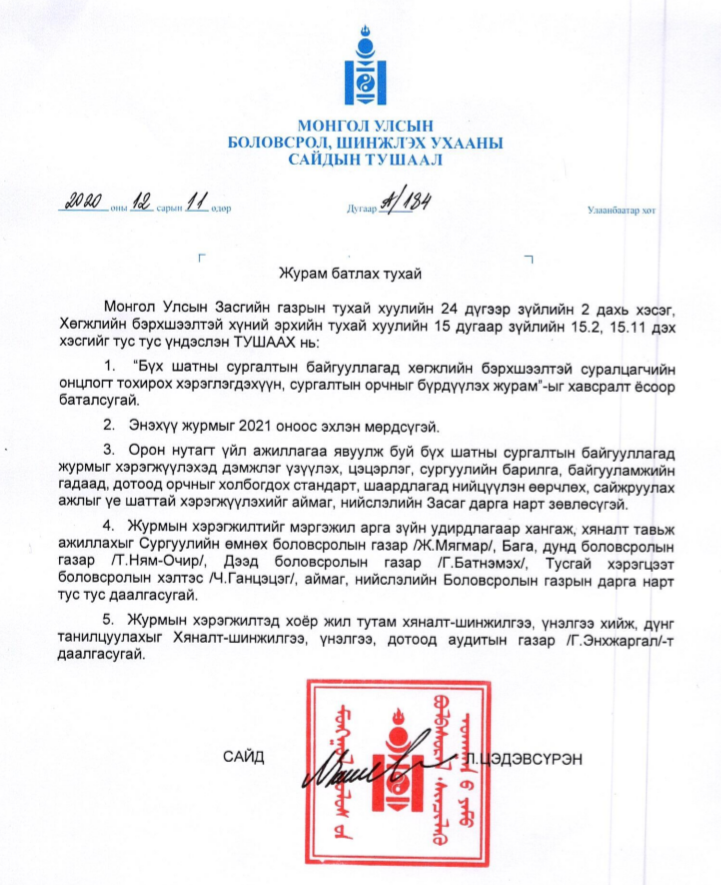 МОНГОЛ УЛСЫН
БОЛОВСРОЛ, ШИНЖЛЭХ УХААНЫ
САЙДЫН ТУШААЛ
2020 оны 12 сарын 11 өдөр Дугаар А/184 Улаанбаатар хот
Журам батлах тухай
Монгол Улсын Засгийн газрын тухай хуулийн 24 дүгээр зүйлийн 2 дахь хэсэг,
Хөгжлийн бэрхшээлтэй хүний эрхийн тухай хуулийн 15 дугаар зүйлийн 15.2, 15.11 дэх
хэсгийг тус тус үндэслэн ТУШААХ нь:
1. “Бүх шатны сургалтын байгууллагад хөгжлийн бэрхшээлтэй суралцагчийн
онцлогт тохирох хэрэглэгдэхүүн, сургалтын орчныг бүрдүүлэх журам”-ыг хавсралт ёсоор
баталсугай.
2. Энэхүү журмыг 2021 оноос эхлэн мөрдсүгэй.
3. Орон нутагт үйл ажиллагаа явуулж буй бүх шатны сургалтын байгууллагад
журмыг хэрэгжүүлэхэд дэмжлэг үзүүлэх, цэцэрлэг, сургуулийн барилга, байгууламжийн
гадаад, дотоод орчныг холбогдох стандарт, шаардлагад нийцүүлэн өөрчлөх, сайжруулах
ажлыг үе шаттай хэрэгжүүлэхийг аймаг, нийслэлийн Засаг дарга нарт зөвлөсүгэй.
4. Журмын хэрэгжилтийг мэргэжил арга зүйн удирдлагаар хангаж, хяналт тавьж
ажиллахыг Сургуулийн өмнөх боловсролын газар /Ж.Мягмар/, Бага, дунд боловсролын
газар /Т.Ням-Очир/, Дээд боловсролын газар /Г.Батнэмэх/, Тусгай хэрэгцээт
боловсролын хэлтэс /Ч.Ганцэцэг/, аймаг, нийслэлийн Боловсролын газрын дарга нарт
тус тус даалгасугай.
5. Журмын хэрэгжилтэд хоёр жил тутам хяналт-шинжилгээ, үнэлгээ хийж, дүнг
танилцуулахыг Хяналт-шинжилгээ, үнэлгээ, дотоод аудитын газар /Г.Энхжаргал/-т
даалгасугай.
САЙД Л.ЦЭДЭВСҮРЭН